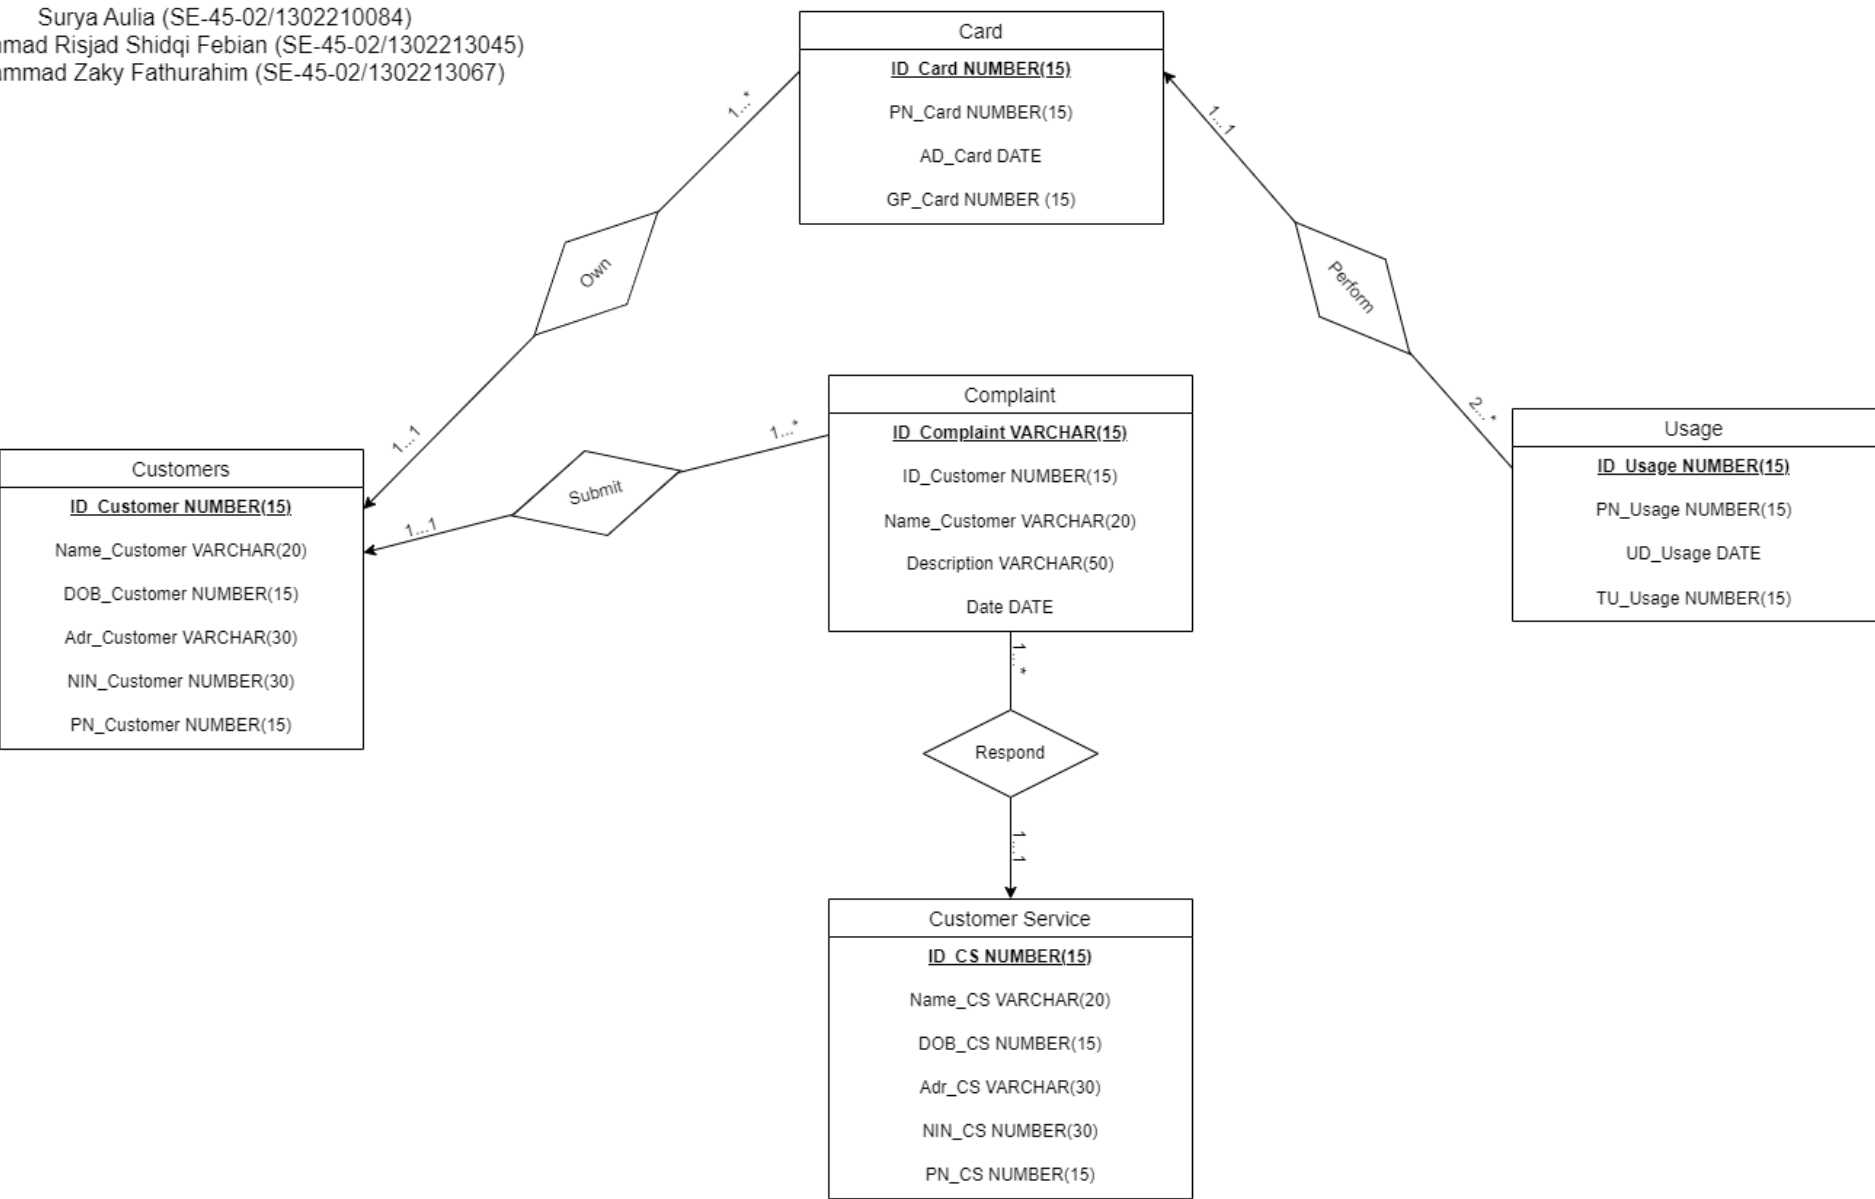 Surya Aulia (SE-45-02/1302210084)
Risjad Shidqi Febian (SE-45-02/1302213045)
Zaky Fathurahim (SE-45-02/1302213067)
Card
ID_Card NUMBER(15)
PN_Card NUMBER(15)
AD_Card DATE
GP_Card NUMBER (15)
1...*
1...1
Own
Perform
1...1
2...*
Complaint
ID_Complaint VARCHAR(15)
ID_Customer NUMBER(15)
Name_Customer VARCHAR(20)
Description VARCHAR(50)
Date DATE
1...*
Submit
1...1
Customers
ID_Customer NUMBER(15)
Name_Customer VARCHAR(20)
DOB_Customer NUMBER(15)
Adr_Customer VARCHAR(30)
NIN_Customer NUMBER(30)
PN_Customer NUMBER(15)
Usage
ID_Usage NUMBER(15)
PN_Usage NUMBER(15)
UD_Usage DATE
TU_Usage NUMBER(15)
1...*
Respond
1...1
Customer Service
ID_CS NUMBER(15)
Name_CS VARCHAR(20)
DOB_CS NUMBER(15)
Adr_CS VARCHAR(30)
NIN_CS NUMBER(30)
PN_CS NUMBER(15)